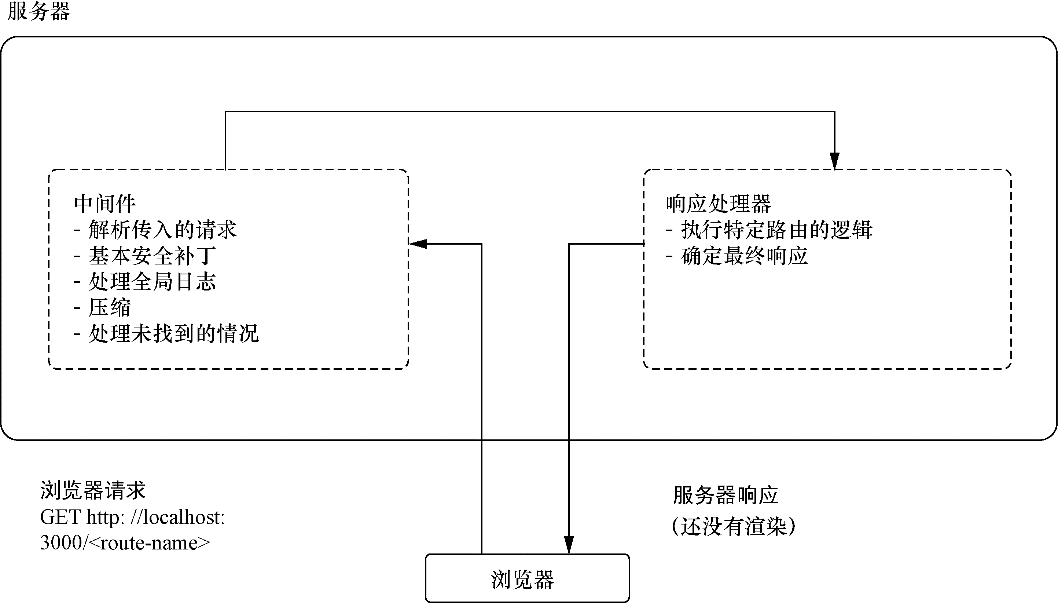 服务器
中间件
- 解析传入的请求
- 基本安全补丁
- 处理全局日志
- 压缩
- 处理未找到的情况
响应处理器
- 执行特定路由的逻辑
- 确定最终响应
浏览器请求
GET http: //localhost:
3000/<route-name>
服务器响应
(还没有渲染)
浏览器